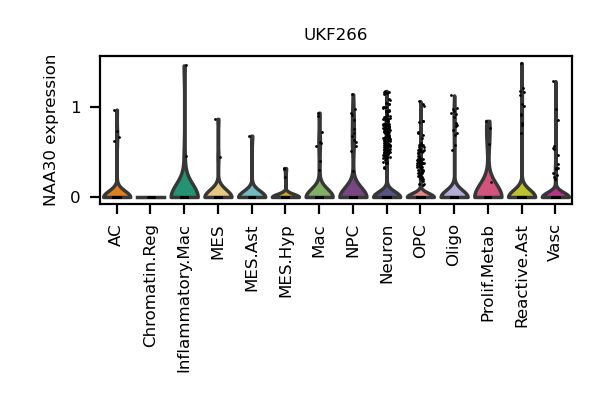 UKF266
NAA30 expression
1
0
AC
Chromatin.Reg
Inflammatory.Mac
MES
MES.Ast
MES.Hyp
Mac
NPC
Neuron
OPC
Oligo
Prolif.Metab
Reactive.Ast
Vasc